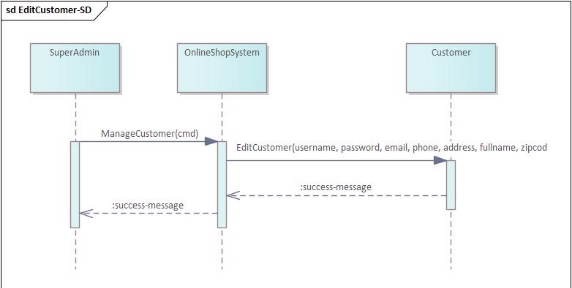 sd EditCustomer-SD
SuperAdmin
OnlineShopSystem
Customer
ManageCustomer(cmd)
EditCustomer(username, password, email, phone, address, fullname, zipcod
:success-message
:success-message